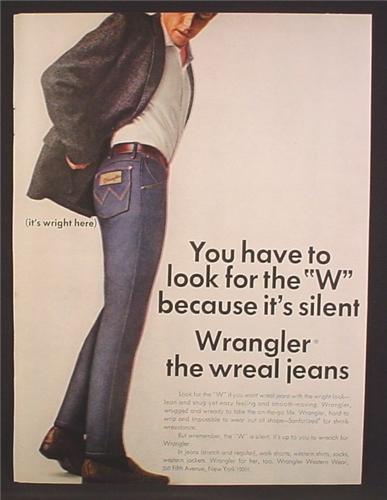 Wrangler
(it's wright here)
You have to
look for the "W"
because it's silent
Wrangler®
the wreal jeans
Look for the "W" if you want wreal jeans with the wright look—
lean and snug yet easy feeling and smooth-moving. Wrangler,
wrugged and wready to take the on-the-go life. Wrangler, hard to
wrip and impossible to wear out of shape—Sanforized® for shrink
wresistance.
But wremember, the "W" is silent. It's up to you to wreach for
Wrangler.
In jeans (stretch and regular), work shorts, western shirts, socks,
western jackets. Wrangler for her, too. Wrangler Western Wear,
350 Fifth Avenue, New York 10001.